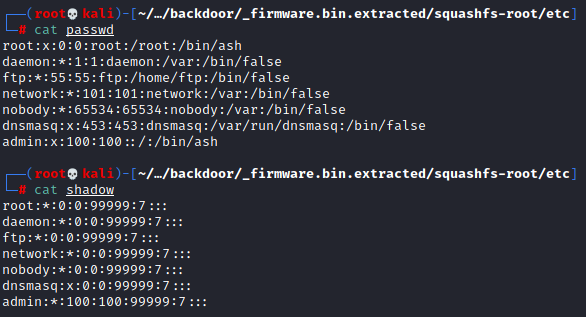 ┌──(root💀kali)-[~/…/backdoor/_firmware.bin.extracted/squashfs-root/etc]
└─# cat passwd
root:x:0:0:root:/root:/bin/ash
daemon:*:1:1:daemon:/var:/bin/false
ftp:*:55:55:ftp:/home/ftp:/bin/false
network:*:101:101:network:/var:/bin/false
nobody:*:65534:65534:nobody:/var:/bin/false
dnsmasq:x:453:453:dnsmasq:/var/run/dnsmasq:/bin/false
admin:x:100:100::/:/bin/ash
┌──(root💀kali)-[~/…/backdoor/_firmware.bin.extracted/squashfs-root/etc]
└─# cat shadow
root:*:0:0:99999:7:::
daemon:*:0:0:99999:7:::
ftp:*:0:0:99999:7:::
network:*:0:0:99999:7:::
nobody:*:0:0:99999:7:::
dnsmasq:x:0:0:99999:7:::
admin:*:100:100:99999:7:::